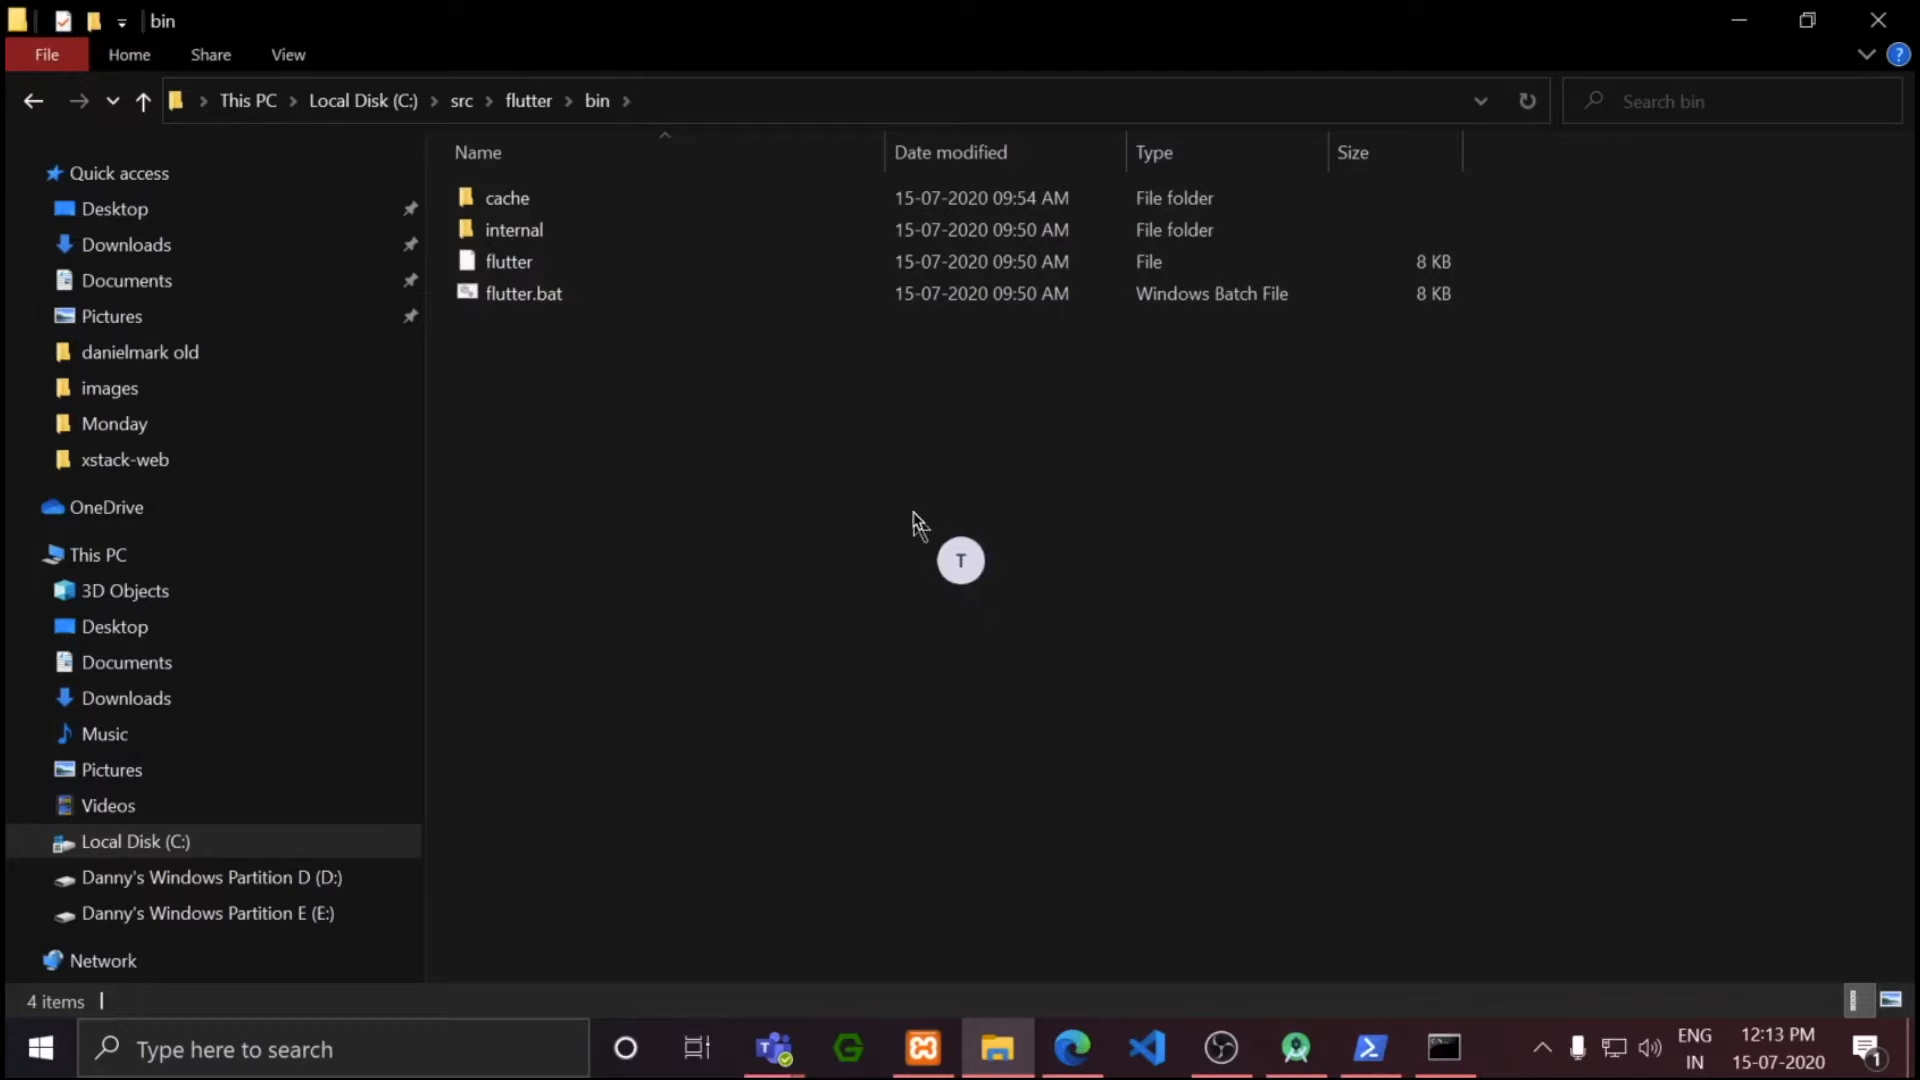 bin
File Home Share View
This PC Local Disk (C:) src flutter bin
Search bin
Name Date modified Type Size
cache 15-07-2020 09:54 AM File folder
internal 15-07-2020 09:50 AM File folder
flutter 15-07-2020 09:50 AM File 8 KB
flutter.bat 15-07-2020 09:50 AM Windows Batch File 8 KB
Quick access
Desktop
Downloads
Documents
Pictures
danielmark old
images
Monday
xstack-web
OneDrive
This PC
3D Objects
Desktop
Documents
Downloads
Music
Pictures
Videos
Local Disk (C:)
Danny's Windows Partition D (D:)
Danny's Windows Partition E (E:)
Network
T
4 items
Type here to search
ENG
IN
12:13 PM
15-07-2020
1